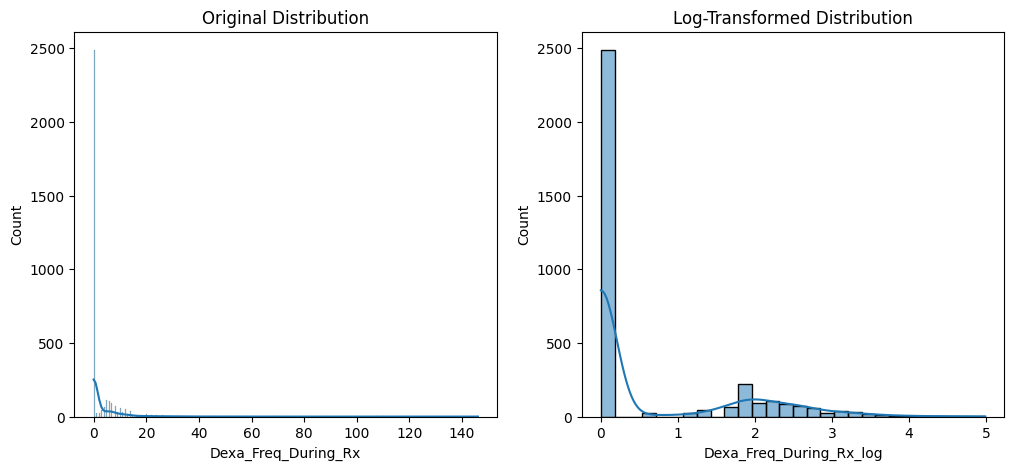 Original Distribution
Count
2500
2000
1500
1000
500
0
0 20 40 60 80 100 120 140
Dexa_Freq_During_Rx
Log-Transformed Distribution
Count
2500
2000
1500
1000
500
0
0 1 2 3 4 5
Dexa_Freq_During_Rx_log